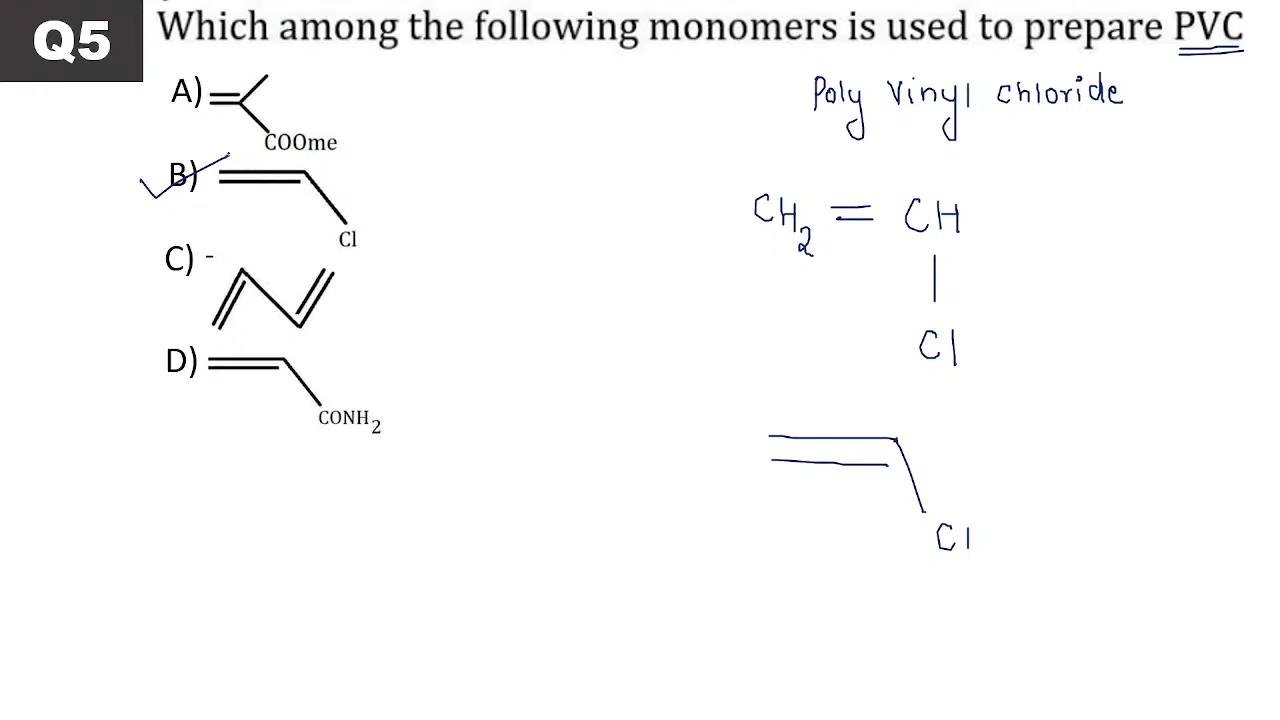 Q5
Which among the following monomers is used to prepare PVC
A)
COOme
B)
Cl
C)
D)
CONH2
Poly Vinyl chloride
CH2 = CH
|
Cl
Cl